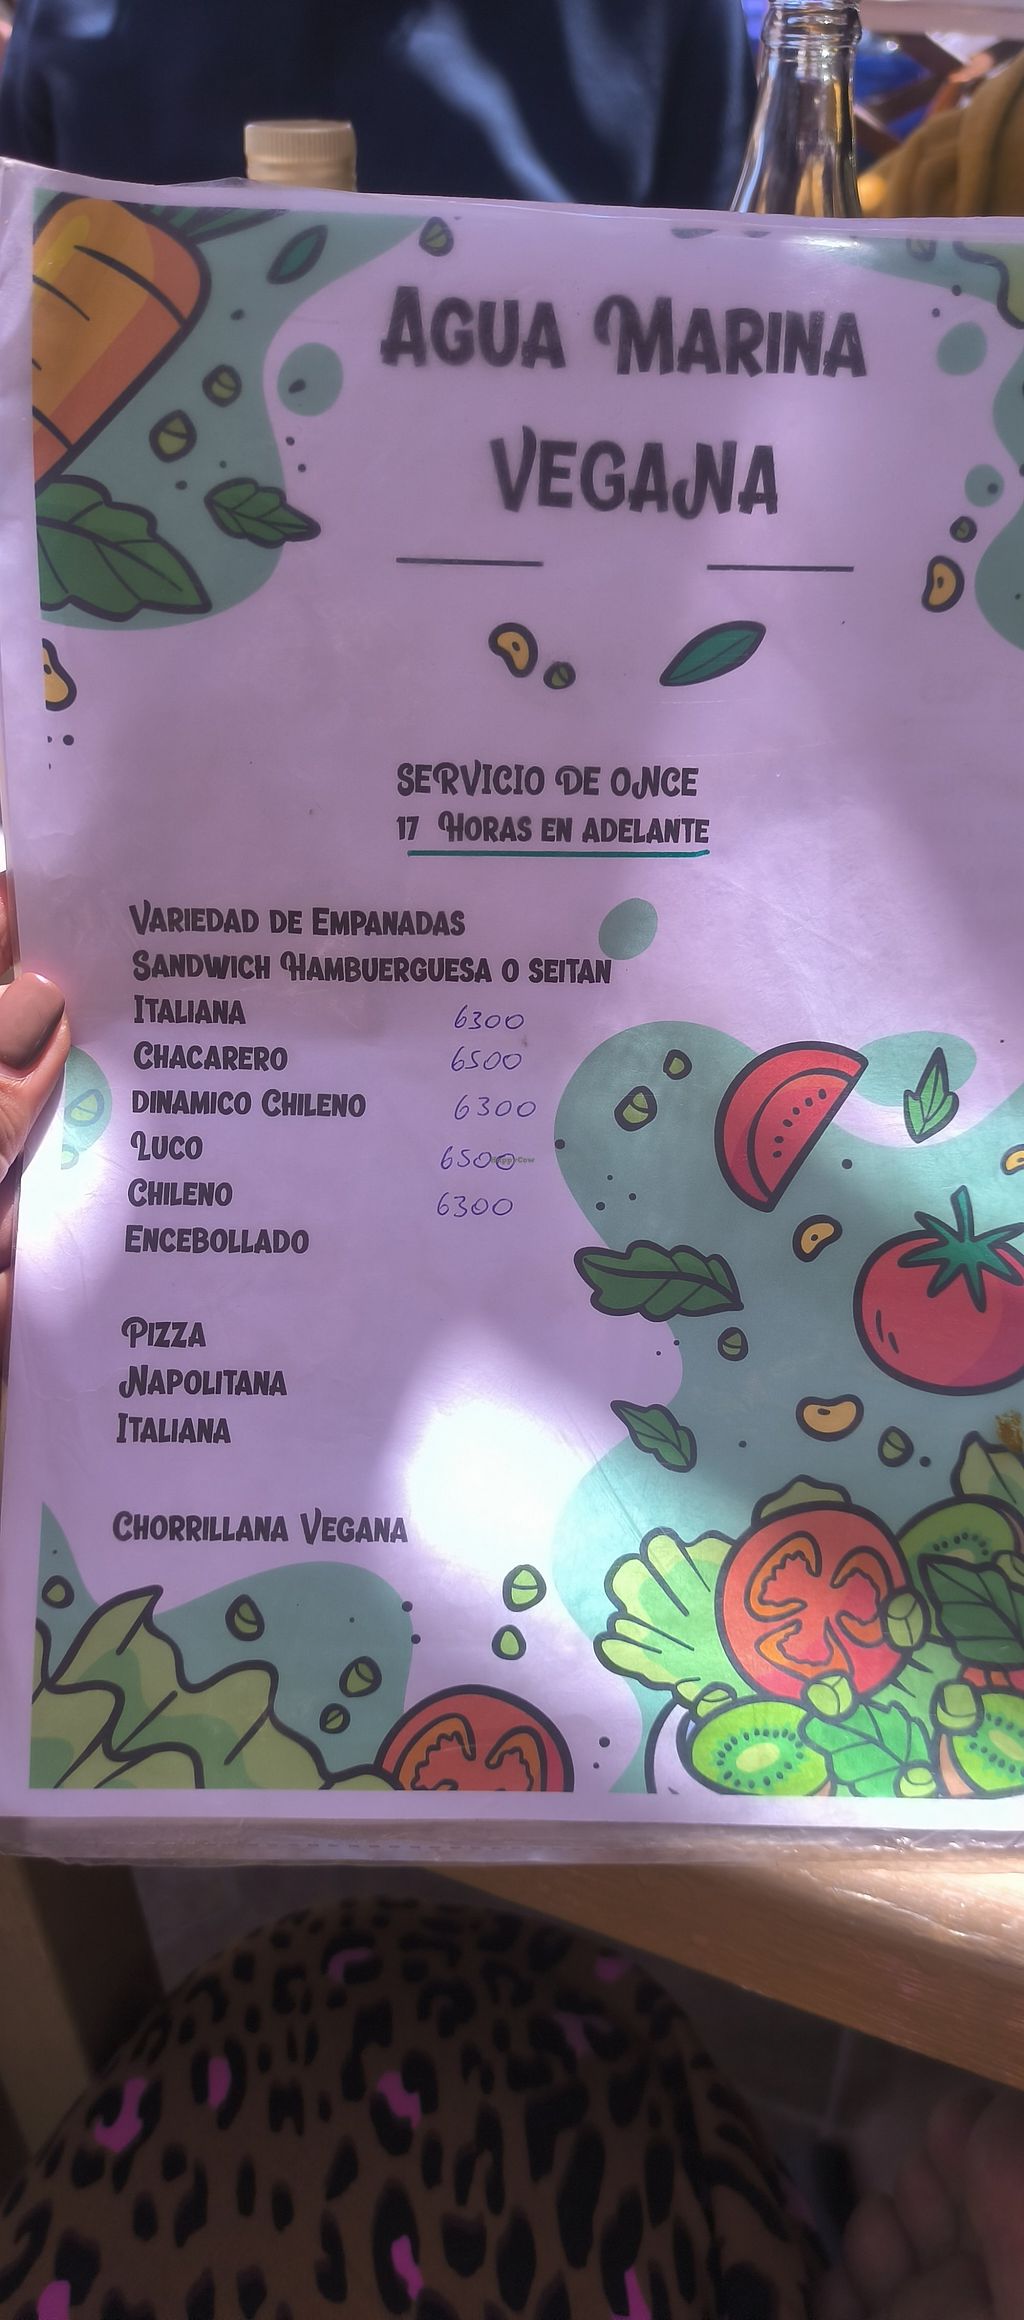 Agua Marina
Vegana
Servicio de once
17 Horas en adelante
Variedad de Empanadas
Sandwich Hambuerguesa o seitan
Italiana 6300
Chacarero 6500
dinamico Chileno 6300
Luco 6500
HappyCow
Chileno 6300
Encebollado
Pizza
Napolitana
Italiana
Chorrillana Vegana